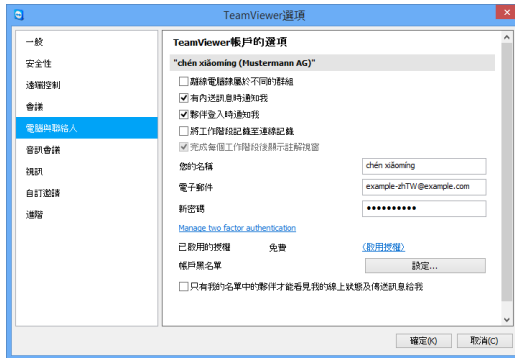 TeamViewer選項
一般
安全性
遠端控制
會議
電腦與聯絡人
音訊會議
視訊
自訂邀請
進階
TeamViewer帳戶的選項
"chén xiǎomíng (Mustermann AG)"
離線電腦隸屬於不同的群組
有內送訊息時通知我
夥伴登入時通知我
將工作階段記錄至連線記錄
完成每個工作階段後顯示註解視窗
您的名稱 chén xiǎomíng
電子郵件 example-zhTW@example.com
新密碼 ••••••••••
Manage two factor authentication
已啟用的授權 免費 (啟用授權)
帳戶黑名單 設定...
只有我的名單中的夥伴才能看見我的線上狀態及傳送訊息給我
確定(K) 取消(C)